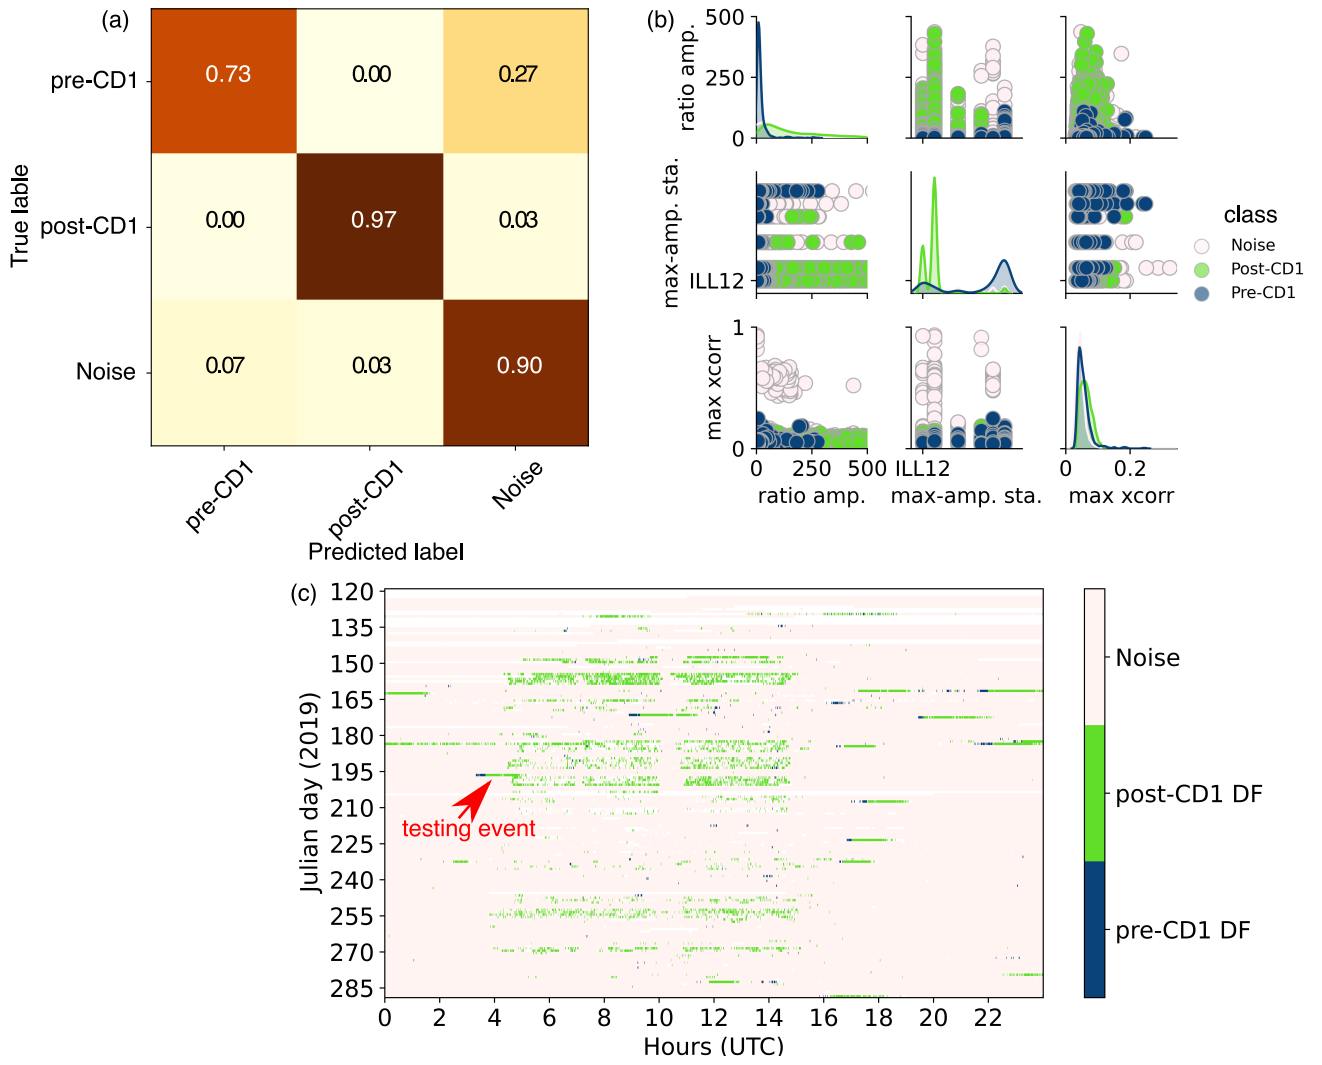 (a)
True lable
pre-CD1
0.73
0.00
0.27
post-CD1
0.00
0.97
0.03
Noise
0.07
0.03
0.90
pre-CD1
post-CD1
Noise
Predicted label
(b)
ratio amp.
500
250
0
max-amp. sta.
ILL12
max xcorr
1
0
0
250
500
ratio amp.
ILL12
max-amp. sta.
0
0.2
max xcorr
class
Noise
Post-CD1
Pre-CD1
(c)
Julian day (2019)
120
135
150
165
180
195
210
225
240
255
270
285
testing event
0
2
4
6
8
10
12
14
16
18
20
22
Hours (UTC)
Noise
post-CD1 DF
pre-CD1 DF